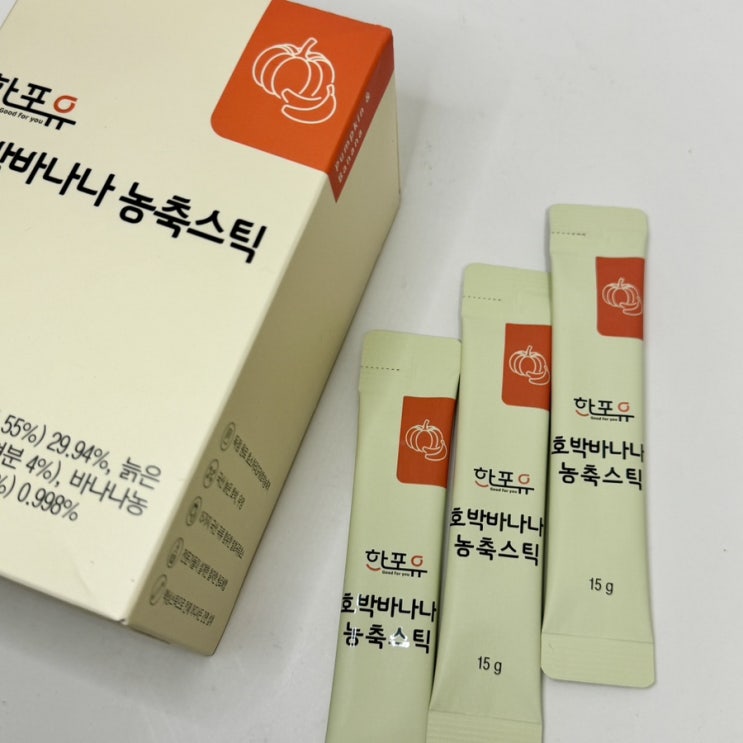 한포유
Good for you
박바나나 농축스틱
Pumpkin &
Banana
55%) 29.94%, 늙은
분 4%), 바나나농
%) 0.998%
한포유
Good for you
호박바나나
농축스틱
15 g
한포유
Good for you
호박바나나
농축스틱
15 g
한포유
Good for you
호박바나나
농축스틱